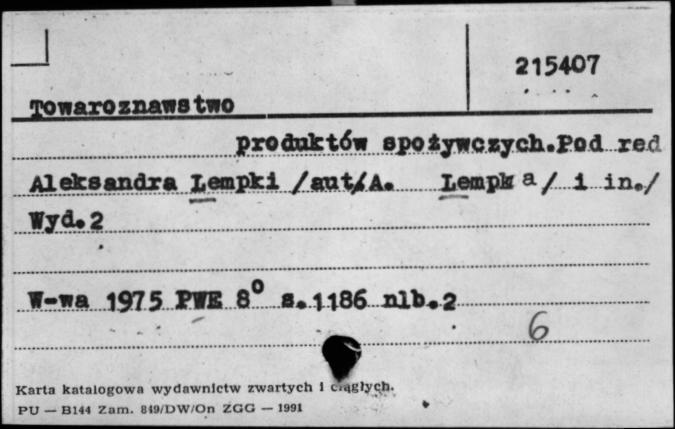 215407
Towaroznawstwo
produktów spożywczych.Pod red
Aleksandra Lempki /aut/A. Lempka/ i in./
Wyd.2
W-wa 1975 PWE 8° s.1186 nlb.2
6
Karta katalogowa wydawnictw zwartych i ciągłych.
PU — B144 Zam. 849/DW/On ZGG — 1991